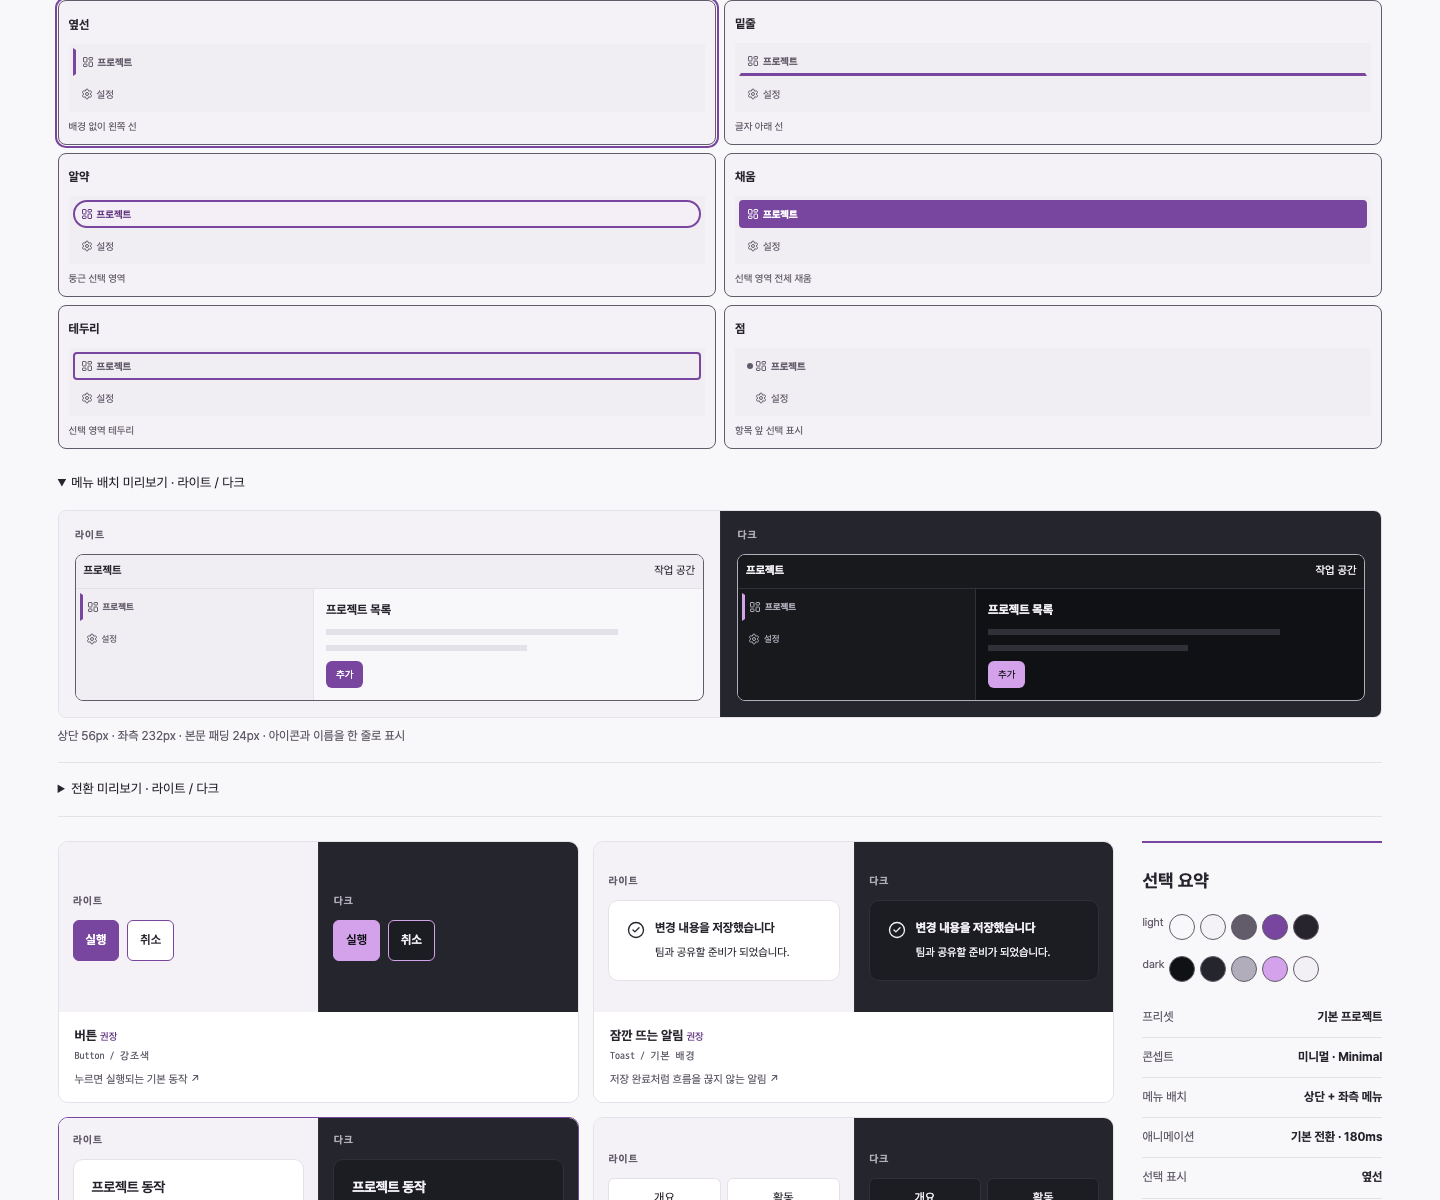 옆선
프로젝트
설정
배경 없이 왼쪽 선
밑줄
프로젝트
설정
글자 아래 선
알약
프로젝트
설정
둥근 선택 영역
채움
프로젝트
설정
선택 영역 전체 채움
테두리
프로젝트
설정
선택 영역 테두리
점
프로젝트
설정
항목 앞 선택 표시
▼ 메뉴 배치 미리보기 · 라이트 / 다크
라이트
프로젝트 작업 공간
프로젝트
설정
프로젝트 목록
추가
다크
프로젝트 작업 공간
프로젝트
설정
프로젝트 목록
추가
상단 56px · 좌측 232px · 본문 패딩 24px · 아이콘과 이름을 한 줄로 표시
▶ 전환 미리보기 · 라이트 / 다크
라이트
실행 취소
다크
실행 취소
버튼 권장
Button / 강조색
누르면 실행되는 기본 동작 ↗
라이트
변경 내용을 저장했습니다
팀과 공유할 준비가 되었습니다.
다크
변경 내용을 저장했습니다
팀과 공유할 준비가 되었습니다.
잠깐 뜨는 알림 권장
Toast / 기본 배경
저장 완료처럼 흐름을 끊지 않는 알림 ↗
라이트
프로젝트 동작
다크
프로젝트 동작
라이트
개요 활동
다크
개요 활동
선택 요약
light
dark
프리셋 기본 프로젝트
콘셉트 미니멀 · Minimal
메뉴 배치 상단 + 좌측 메뉴
애니메이션 기본 전환 · 180ms
선택 표시 옆선